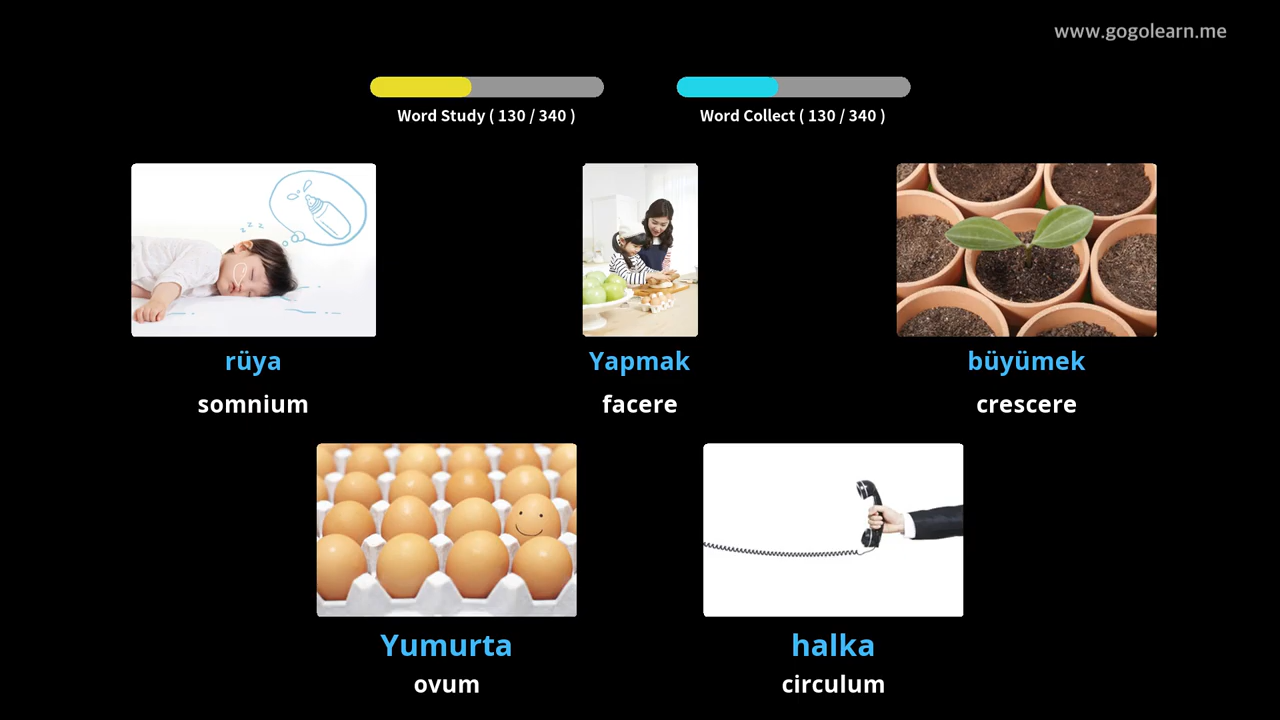 www.gogolearn.me
Word Study ( 130 / 340 )
Word Collect ( 130 / 340 )
rüya
Yapmak
büyümek
somnium
facere
crescere
Yumurta
halka
ovum
circulum